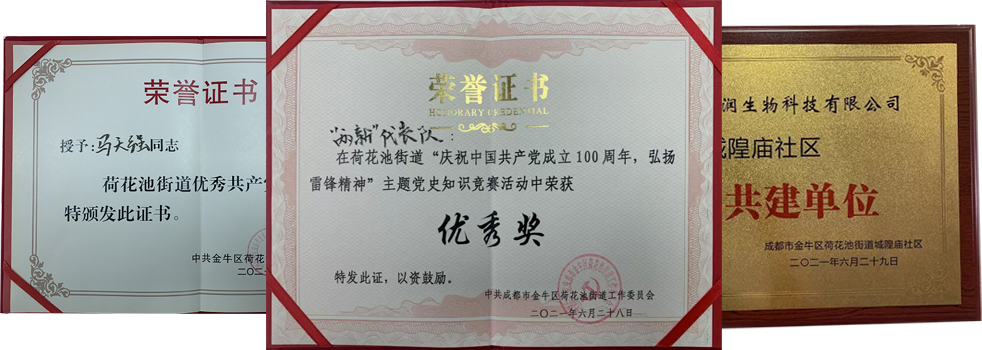 荣誉证书
授予:马天强同志
荷花池街道优秀共产
特颁发此证书。
中共金牛区荷花
二〇二
荣誉证书
HONORARY CREDENTIAL
“两新”代表队:
在荷花池街道“庆祝中国共产党成立100周年,弘扬
雷锋精神”主题党史知识竞赛活动中荣获
优秀奖
特发此证,以资鼓励。
中共成都市金牛区荷花池街道工作委员会
二〇二一年六月二十八日
润生物科技有限公司
城隍庙社区
共建单位
成都市金牛区荷花池街道城隍庙社区
二〇二一年六月二十九日